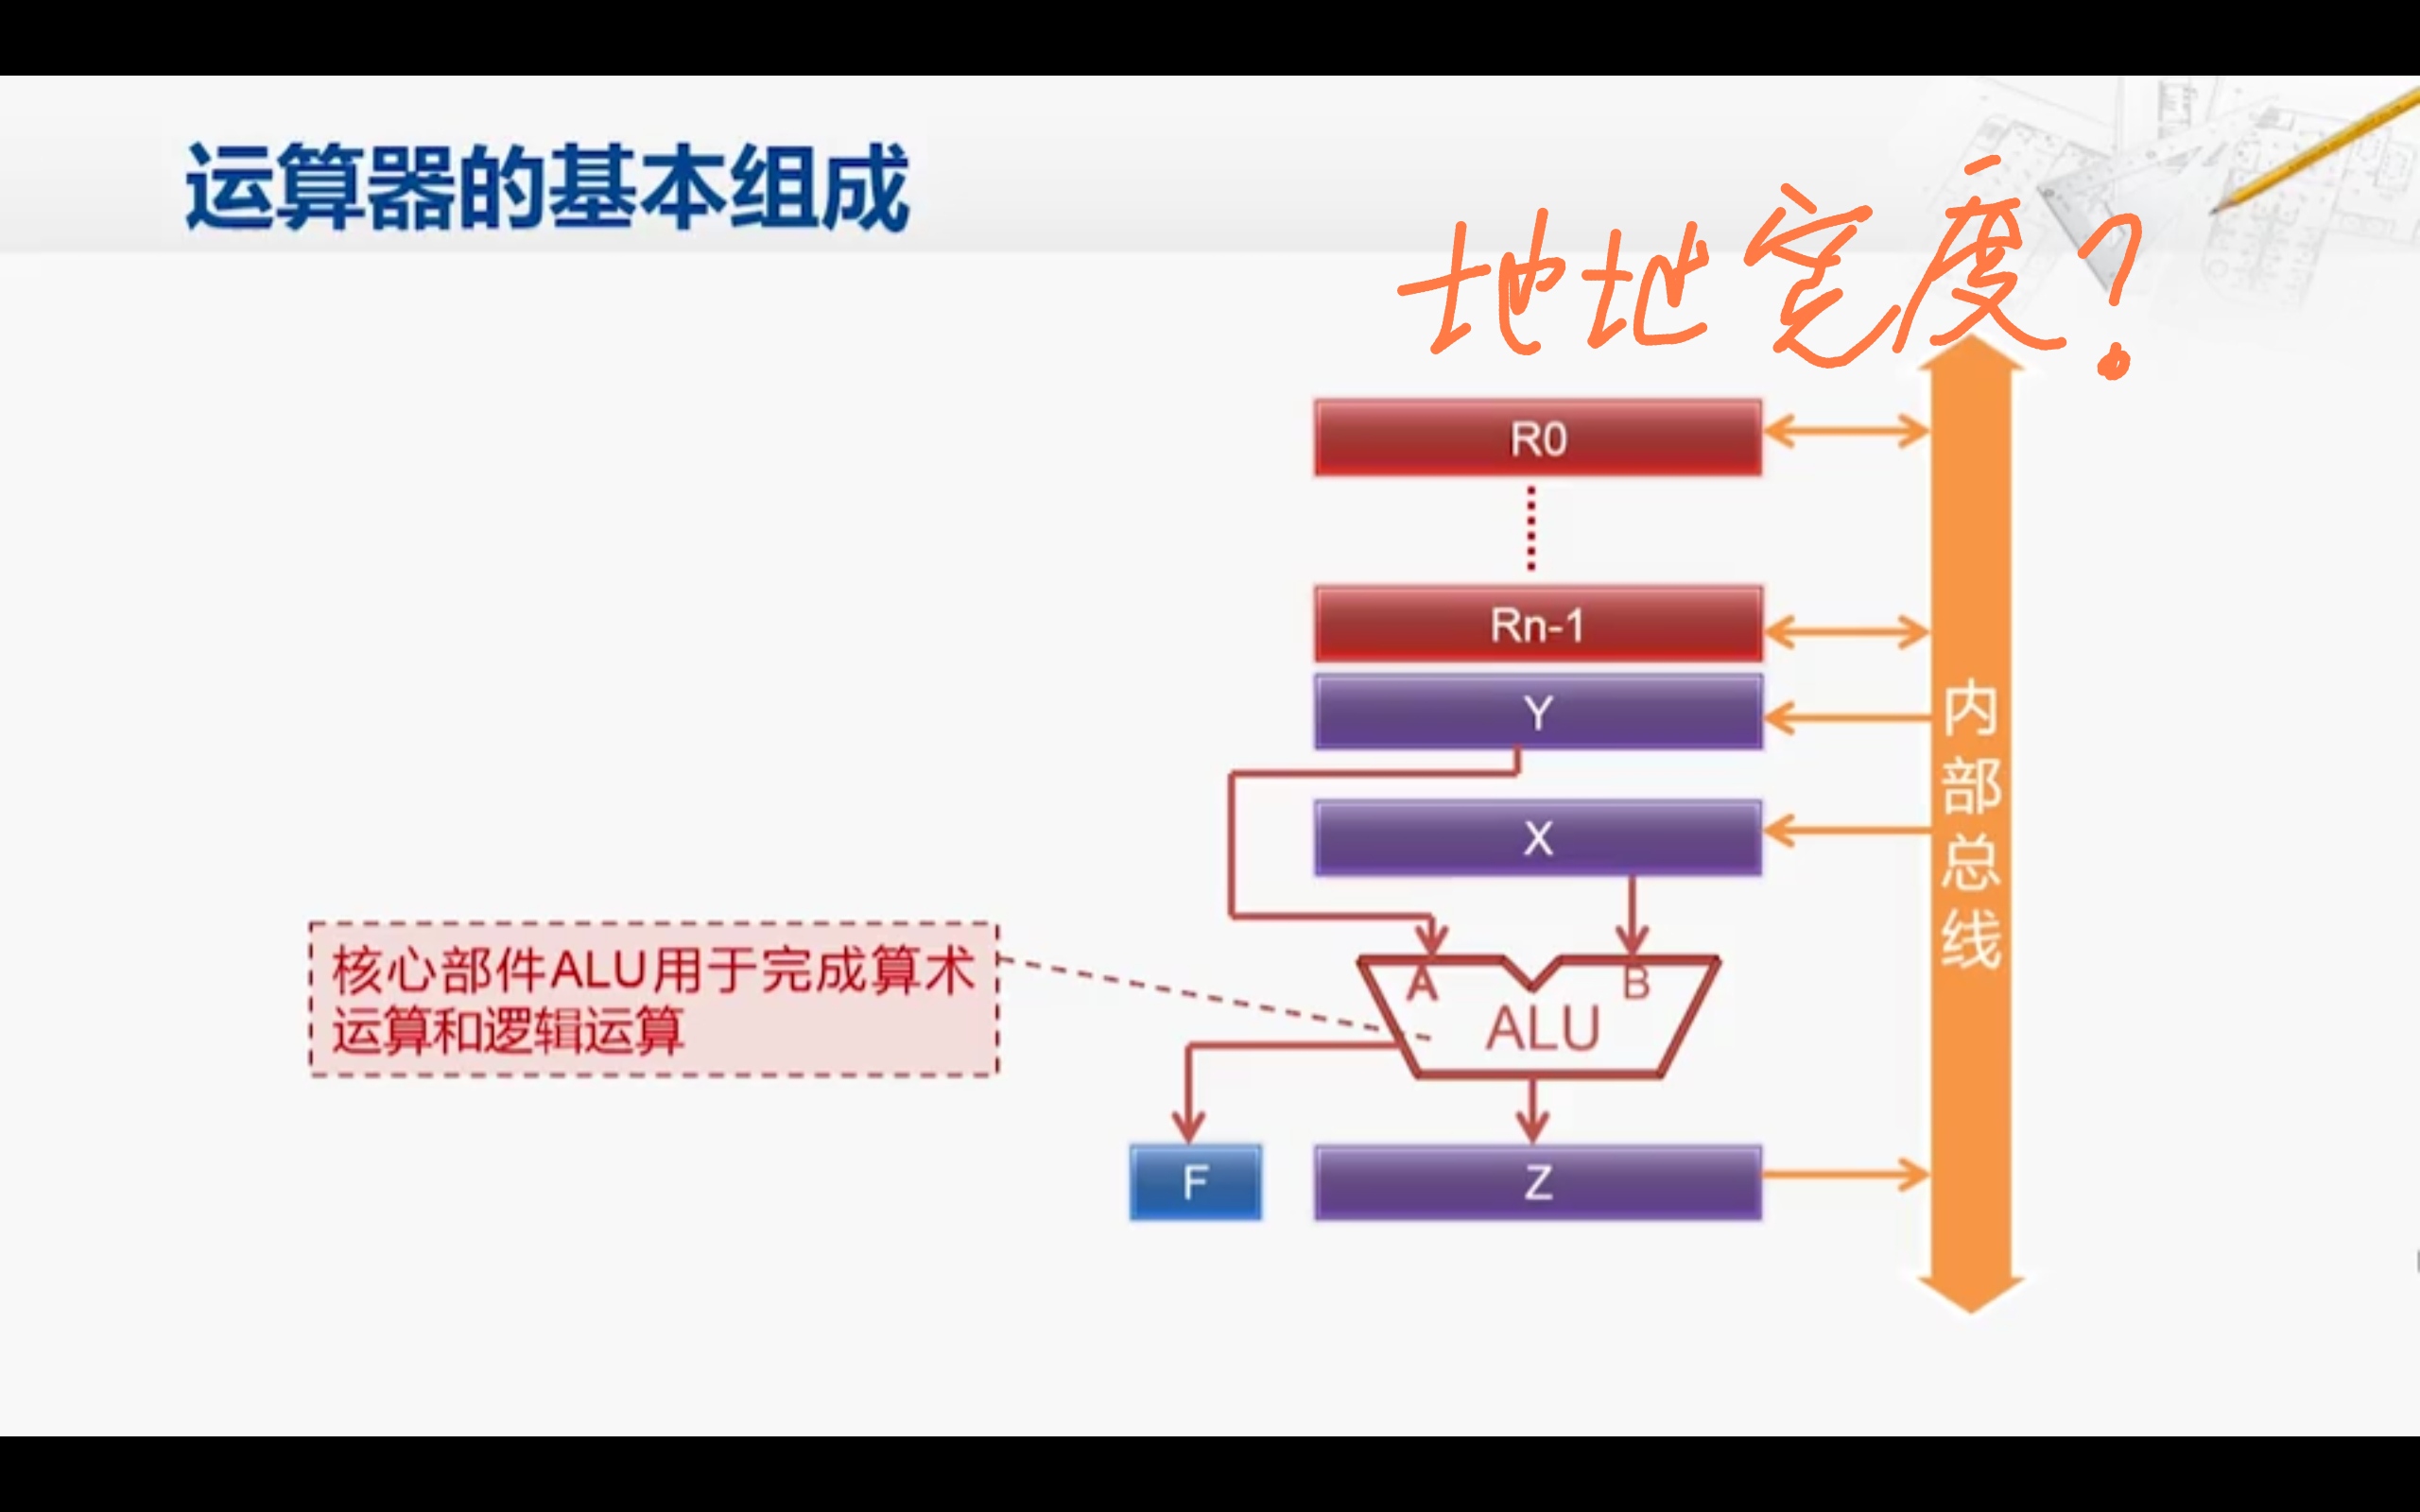 运算器的基本组成
地址宽度?
R0
Rn-1
Y
X
内部总线
核心部件ALU用于完成算术
运算和逻辑运算
A
B
ALU
F
Z